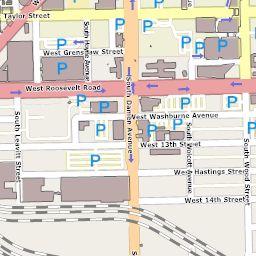 Taylor Street
South Hoyne Avenue
West Grenshaw Street
West Roosevelt Road
South Damen Avenue
West Washburne Avenue
South Leavitt Street
West 13th Street
South Wolcott Avenue
South Wood Street
West Hastings Street
West 14th Street
S
P
P
P
P
P
P
P
P
P
P
P
P